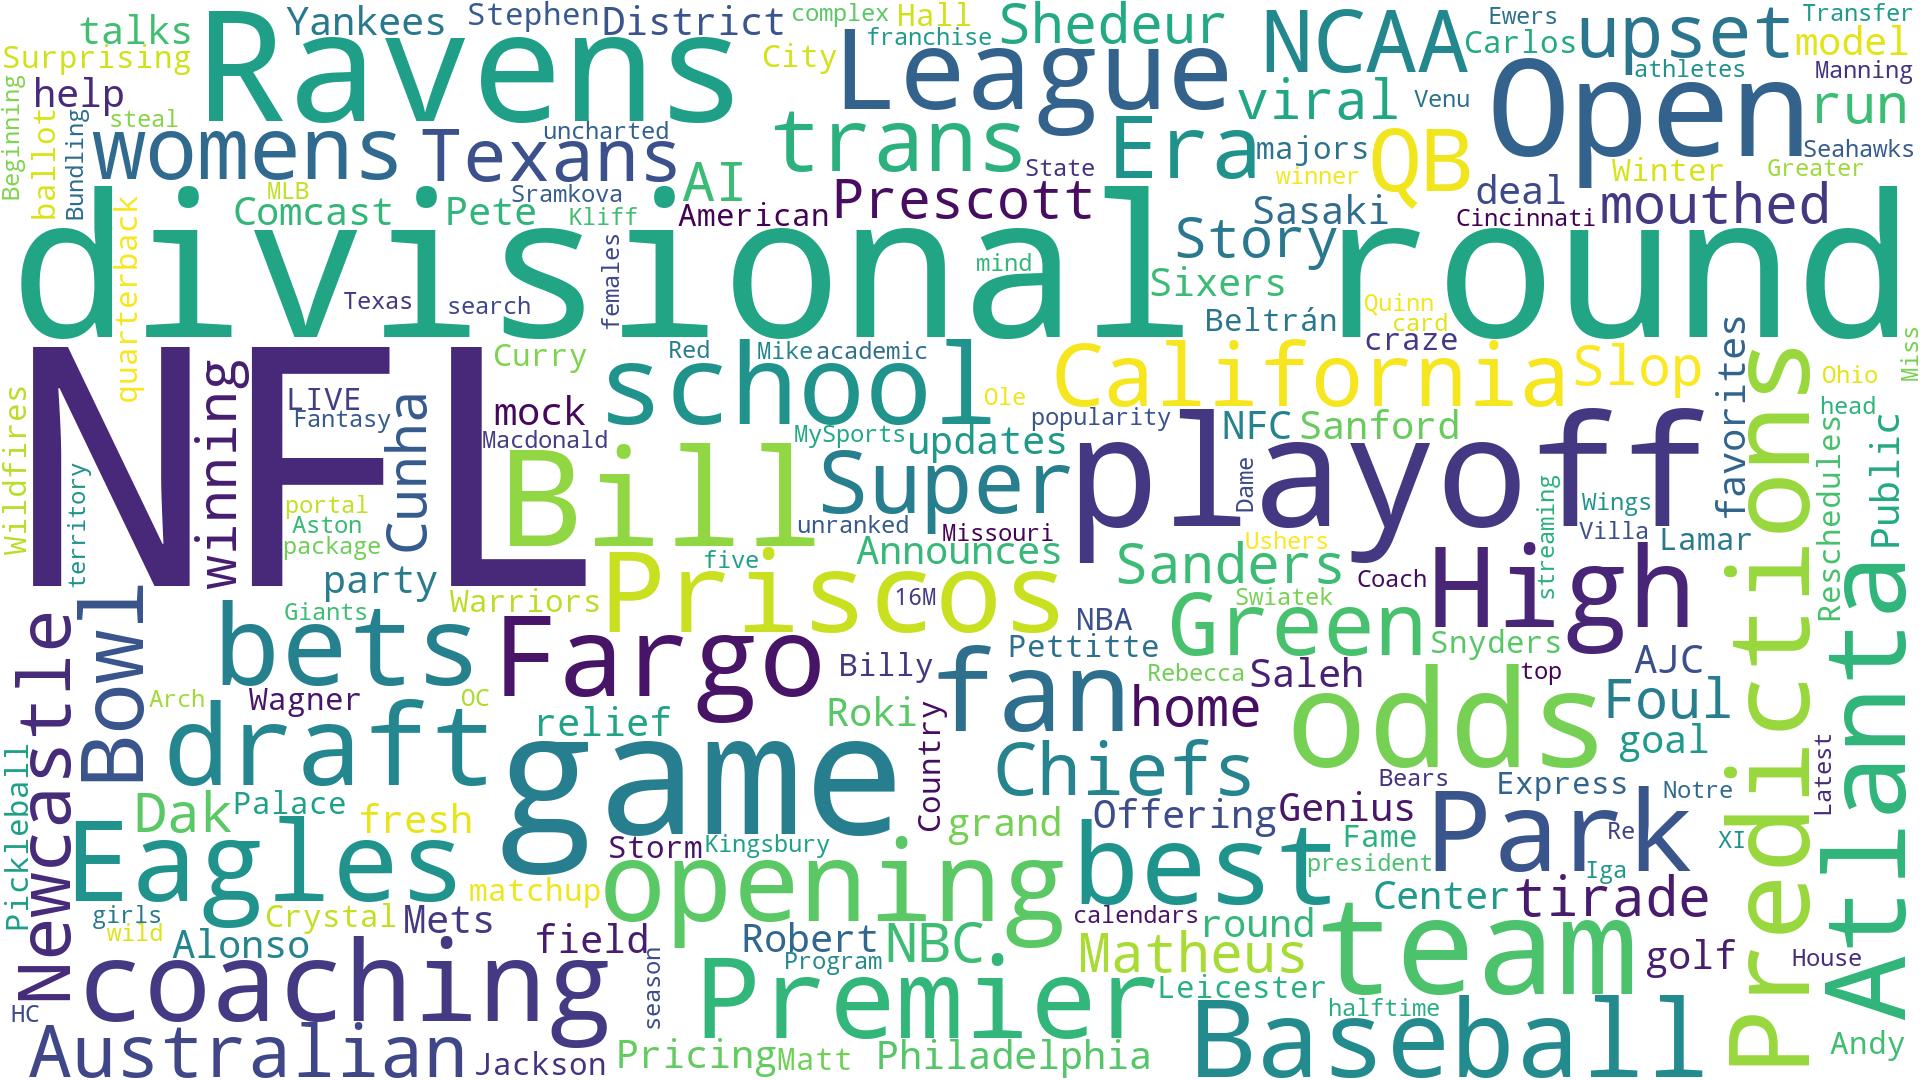 talks
Yankees
Stephen
District
complex
Hall
Shedeur
NCAA
Ewers
Transfer
Surprising
Ravens
City
franchise
League
Carlos
upset
model
athletes
Manning
help
viral
Venu
Open
run
Beginning
steal
ballot
Bundling
womens
Texans
uncharted
trans
State
Era
majors
winner
QB
Winter
Greater
Seahawks
MLB
Sramkova
AI
American
Prescott
Sasaki
deal
Cincinnati
mouthed
quarterback
Comcast
Pete
Kliff
Story
divisional round
females
mind
Sixers
Texas
search
Beltrán
Quinn
card
craze
favorites
Miss
NFL
winning
LIVE
Fantasy
Cunha
Curry
Red
Mike
academic
school
mock
Macdonald
Ole
California
Slop
Ohio
head
Wildfires
territory
MySports
updates
popularity
NFC
Sanford
Predictions
Reschedules
Public
portal
Aston
package
Bill
Super
playoff
Dame
unranked
Missouri
Ushers
streaming
Wings
Villa
Lamar
party
Warriors
five
Announces
Priscos
16M
Sanders
Coach
High
Atlanta
Newcastle
Bowl
Giants
bets
Fargo
NBA
Swiatek
Green
Snyders
Pettitte
Billy
fan
Rebecca
Saleh
top
AJC
Arch
Wagner
OC
relief
Roki
Country
home
odds
Foul
goal
draft
game
Chiefs
Bears
Express
Notre
Latest
Pickleball
Dak
Palace
fresh
grand
Offering
Genius
Park
Re
XI
Eagles
Storm
Kingsbury
best
Fame
president
Iga
matchup
opening
Center
tirade
girls
wild
Crystal
Mets
calendars
round
team
Alonso
field
Robert
NBC
Matheus
golf
House
coaching
season
Program
Premier
Leicester
halftime
Baseball
HC
Australian
Jackson
Pricing
Matt
Philadelphia
Andy